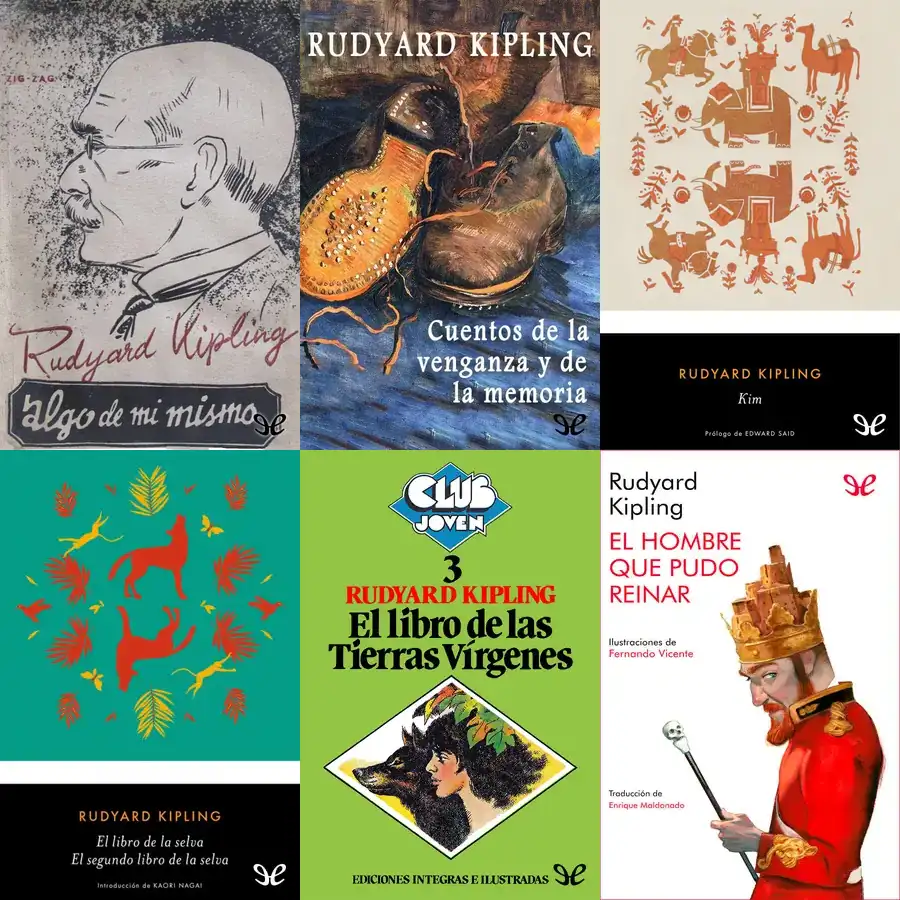 ZIG-ZAG
Rudyard Kipling
algo de mi mismo
RUDYARD KIPLING
Cuentos de la
venganza y de
la memoria
RUDYARD KIPLING
Kim
Prólogo de EDWARD SAID
RUDYARD KIPLING
El libro de la selva
El segundo libro de la selva
Introducción de KAORI NAGAI
CLUB
JOVEN
3
RUDYARD KIPLING
El libro de las
Tierras Vírgenes
EDICIONES INTEGRAS E ILUSTRADAS
Rudyard
Kipling
EL HOMBRE
QUE PUDO
REINAR
Ilustraciones de
Fernando Vicente
Traducción de
Enrique Maldonado